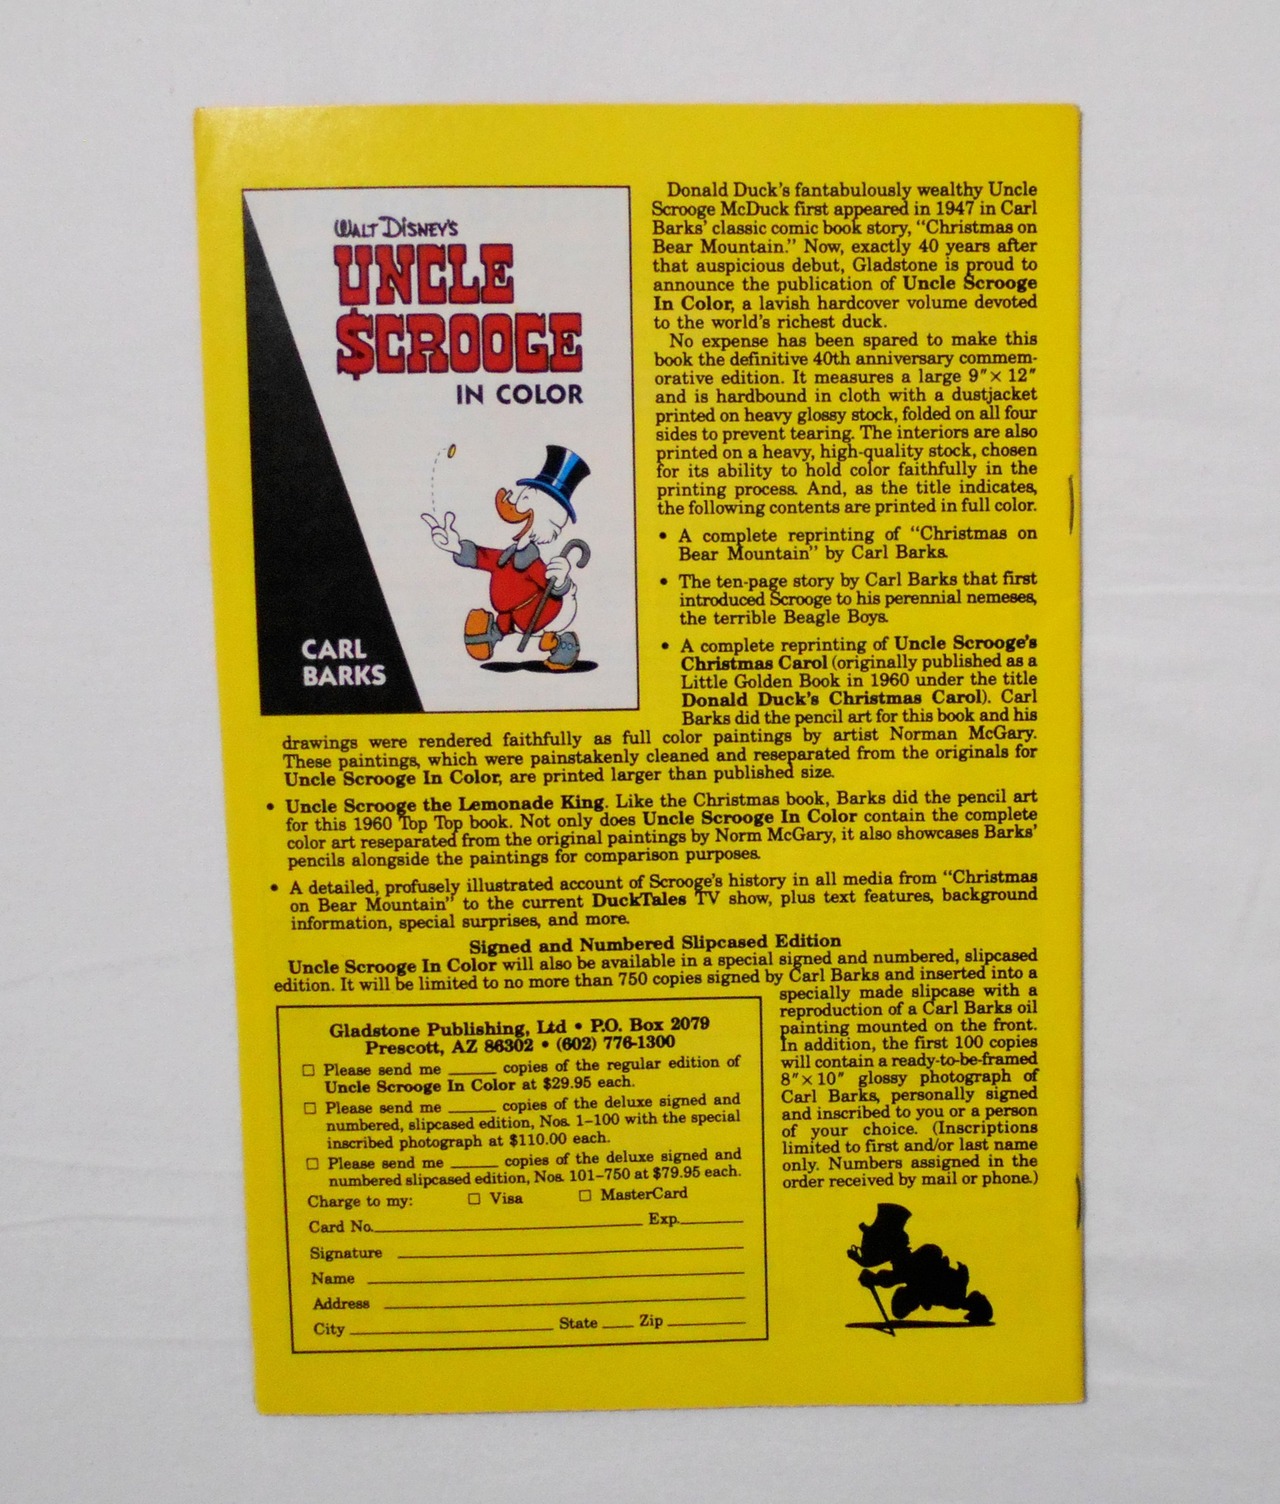 WALT DISNEY'S
UNCLE
$CROOGE
IN COLOR
CARL
BARKS
Donald Duck's fantabulously wealthy Uncle
Scrooge McDuck first appeared in 1947 in Carl
Barks' classic comic book story, "Christmas on
Bear Mountain." Now, exactly 40 years after
that auspicious debut, Gladstone is proud to
announce the publication of Uncle Scrooge
In Color, a lavish hardcover volume devoted
to the world's richest duck.
No expense has been spared to make this
book the definitive 40th anniversary commem-
orative edition. It measures a large 9" × 12"
and is hardbound in cloth with a dustjacket
printed on heavy glossy stock, folded on all four
sides to prevent tearing. The interiors are also
printed on a heavy, high-quality stock, chosen
for its ability to hold color faithfully in the
printing process. And, as the title indicates,
the following contents are printed in full color.
• A complete reprinting of "Christmas on
Bear Mountain" by Carl Barks.
• The ten-page story by Carl Barks that first
introduced Scrooge to his perennial nemeses,
the terrible Beagle Boys.
• A complete reprinting of Uncle Scrooge's
Christmas Carol (originally published as a
Little Golden Book in 1960 under the title
Donald Duck's Christmas Carol). Carl
Barks did the pencil art for this book and his
drawings were rendered faithfully as full color paintings by artist Norman McGary.
These paintings, which were painstakenly cleaned and reseparated from the originals for
Uncle Scrooge In Color, are printed larger than published size.
• Uncle Scrooge the Lemonade King. Like the Christmas book, Barks did the pencil art
for this 1960 Top Top book. Not only does Uncle Scrooge In Color contain the complete
color art reseparated from the original paintings by Norm McGary, it also showcases Barks'
pencils alongside the paintings for comparison purposes.
• A detailed, profusely illustrated account of Scrooge's history in all media from "Christmas
on Bear Mountain" to the current DuckTales TV show, plus text features, background
information, special surprises, and more.
Signed and Numbered Slipcased Edition
Uncle Scrooge In Color will also be available in a special signed and numbered, slipcased
edition. It will be limited to no more than 750 copies signed by Carl Barks and inserted into a
specially made slipcase with a
reproduction of a Carl Barks oil
painting mounted on the front.
In addition, the first 100 copies
will contain a ready-to-be-framed
8" × 10" glossy photograph of
Carl Barks, personally signed
and inscribed to you or a person
of your choice. (Inscriptions
limited to first and/or last name
only. Numbers assigned in the
order received by mail or phone.)
Gladstone Publishing, Ltd • P.O. Box 2079
Prescott, AZ 86302 • (602) 776-1300
□ Please send me _____ copies of the regular edition of
Uncle Scrooge In Color at $29.95 each.
□ Please send me _____ copies of the deluxe signed and
numbered, slipcased edition, Nos. 1–100 with the special
inscribed photograph at $110.00 each.
□ Please send me _____ copies of the deluxe signed and
numbered slipcased edition, Nos. 101–750 at $79.95 each.
Charge to my: □ Visa □ MasterCard
Card No. Exp.
Signature
Name
Address
City State Zip